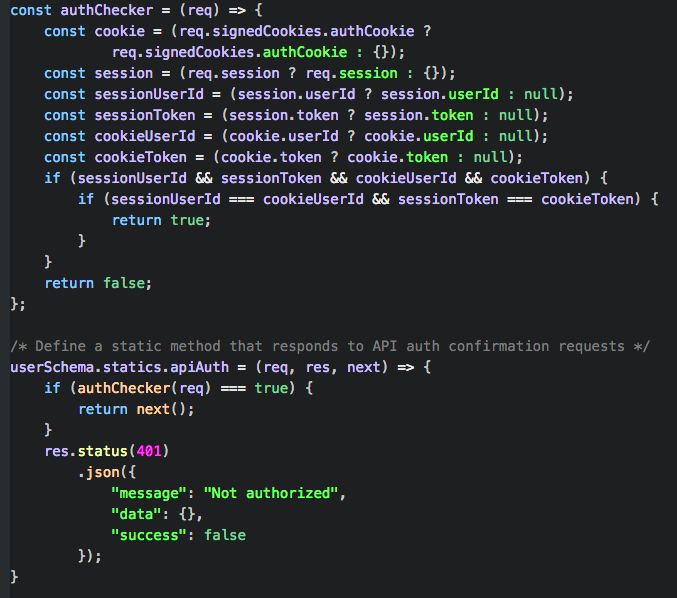 const authChecker = (req) => {
    const cookie = (req.signedCookies.authCookie ?
            req.signedCookies.authCookie : {});
    const session = (req.session ? req.session : {});
    const sessionUserId = (session.userId ? session.userId : null);
    const sessionToken = (session.token ? session.token : null);
    const cookieUserId = (cookie.userId ? cookie.userId : null);
    const cookieToken = (cookie.token ? cookie.token : null);
    if (sessionUserId && sessionToken && cookieUserId && cookieToken) {
        if (sessionUserId === cookieUserId && sessionToken === cookieToken) {
            return true;
        }
    }
    return false;
};

/* Define a static method that responds to API auth confirmation requests */
userSchema.statics.apiAuth = (req, res, next) => {
    if (authChecker(req) === true) {
        return next();
    }
    res.status(401)
        .json({
            "message": "Not authorized",
            "data": {},
            "success": false
        });
}